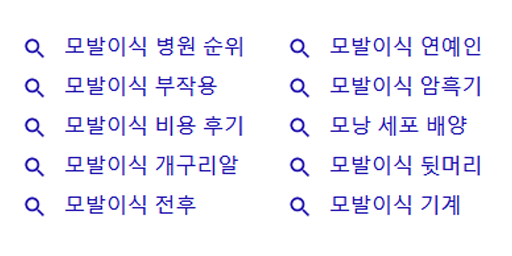 모발이식 병원 순위
모발이식 부작용
모발이식 비용 후기
모발이식 개구리알
모발이식 전후
모발이식 연예인
모발이식 암흑기
모낭 세포 배양
모발이식 뒷머리
모발이식 기계